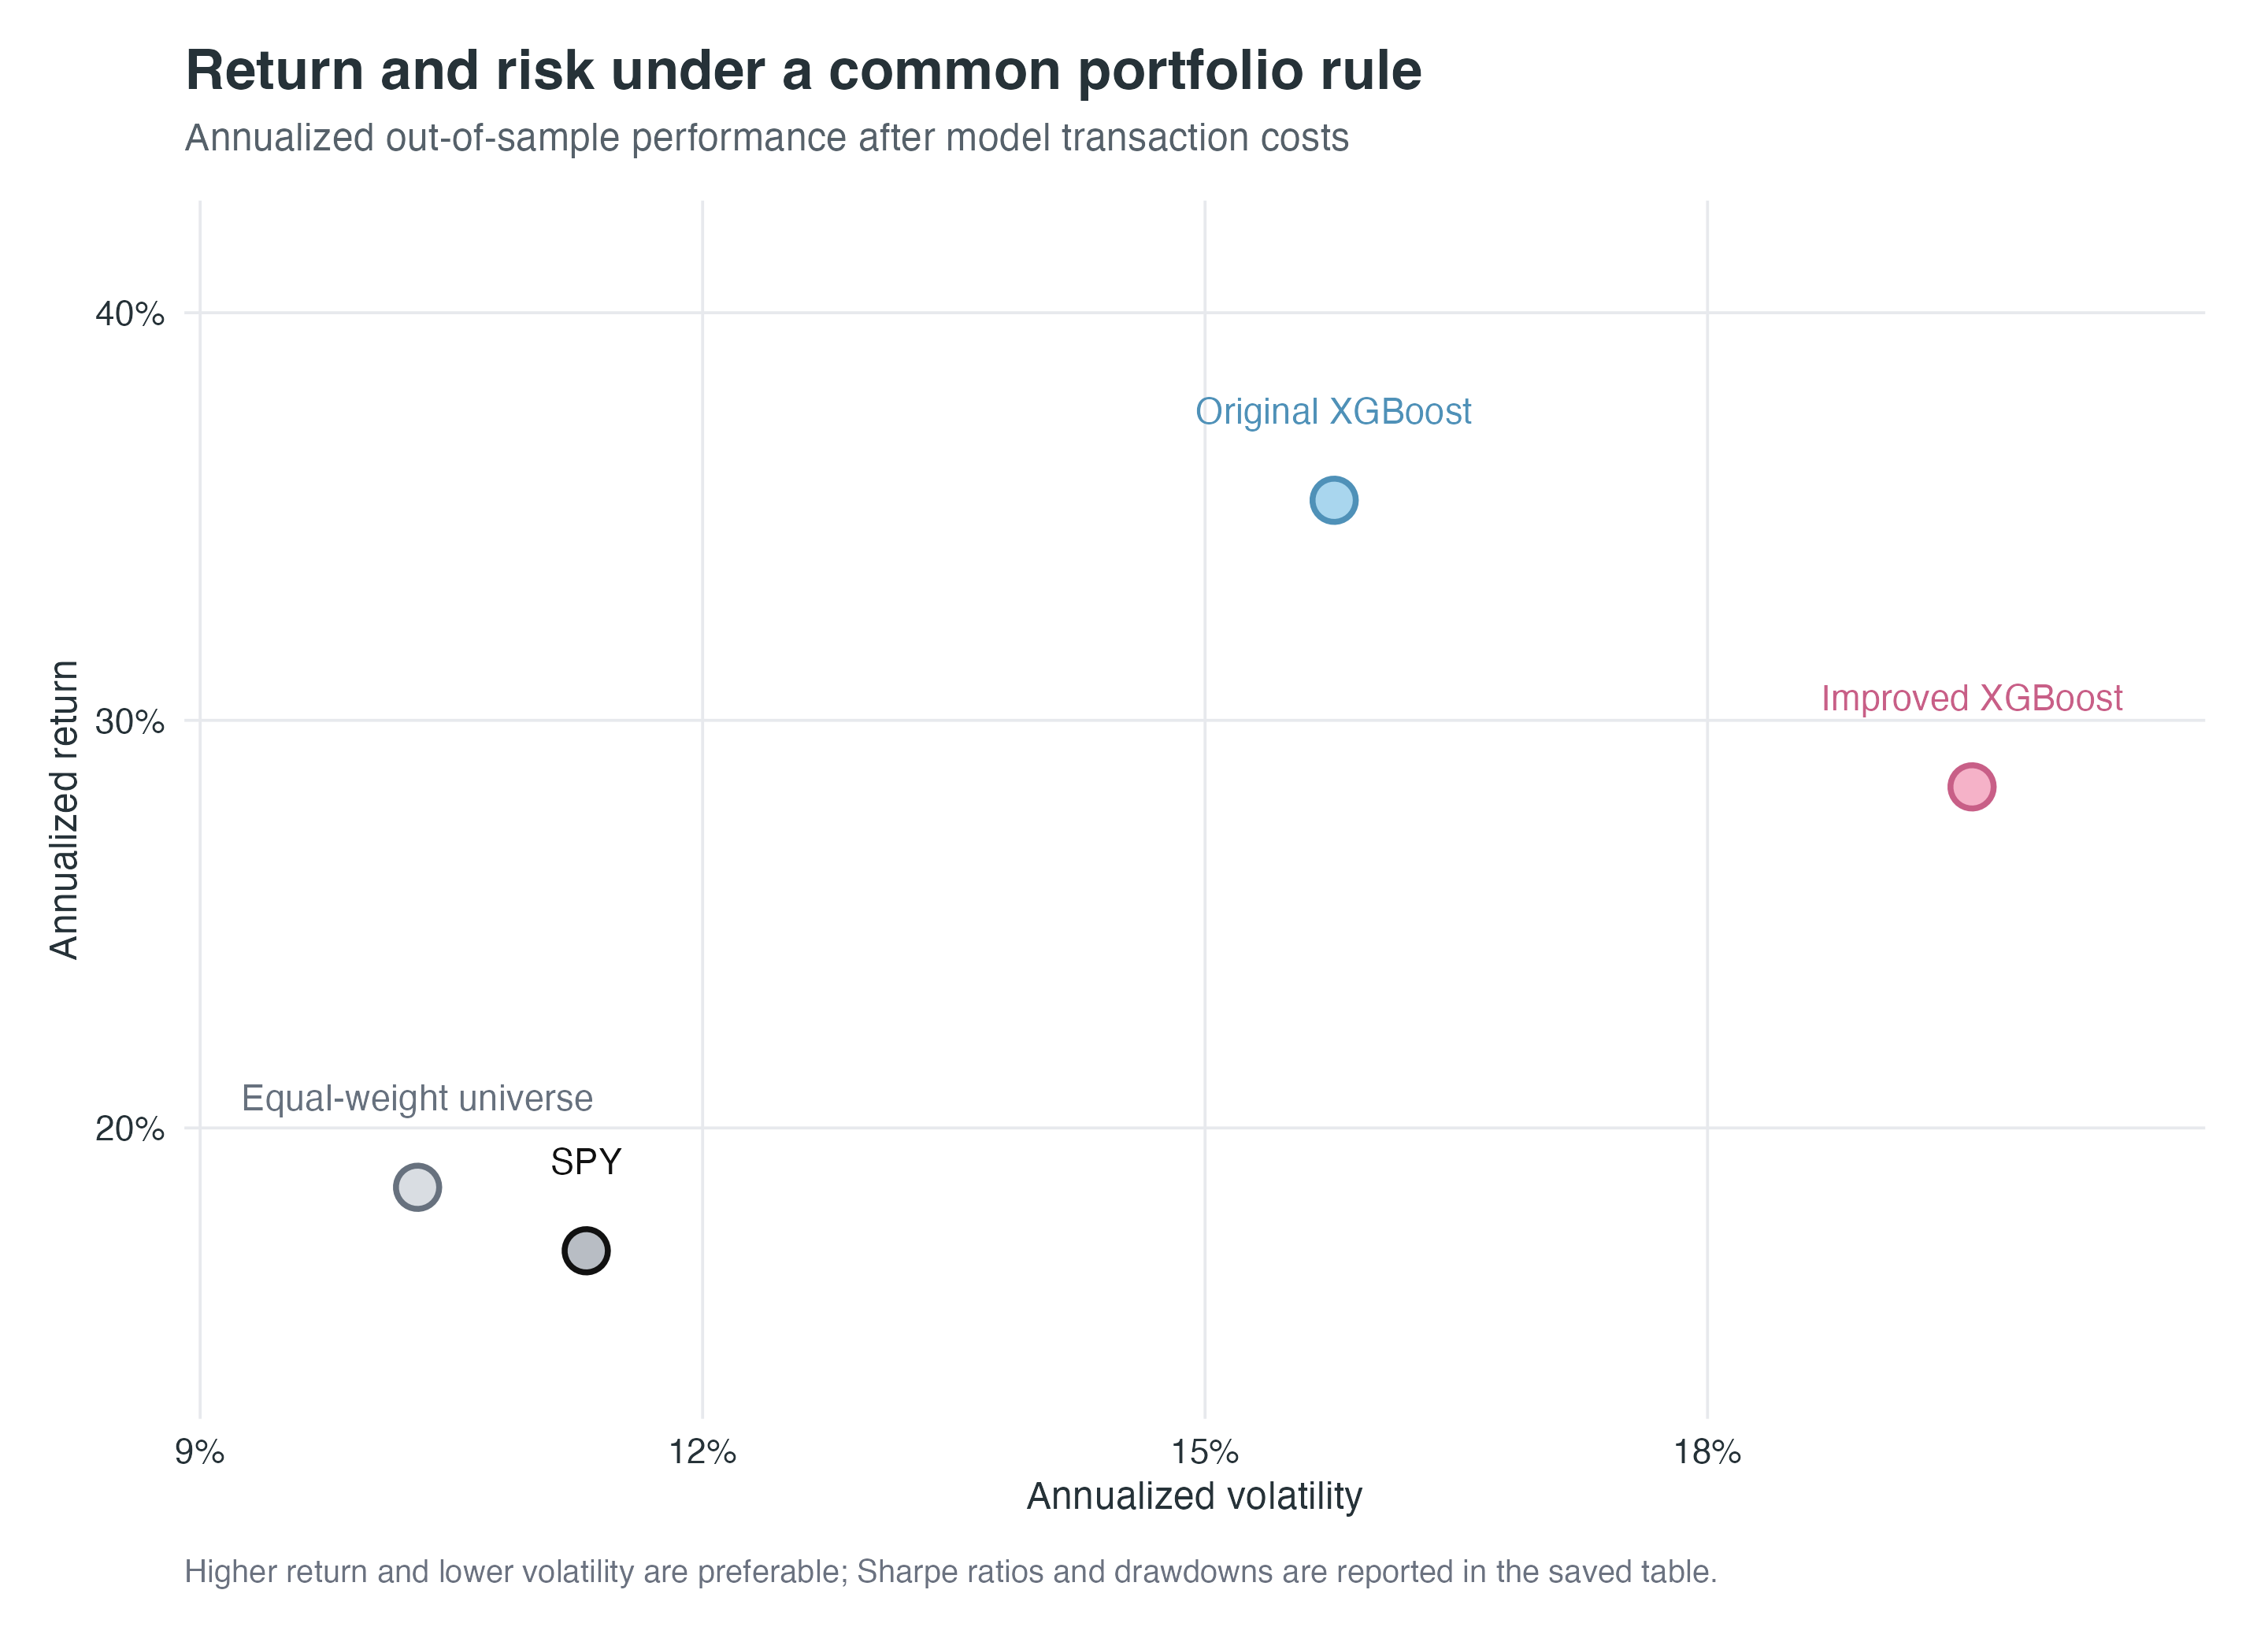 Return and risk under a common portfolio rule
Annualized out-of-sample performance after model transaction costs
40%
Original XGBoost
Improved XGBoost
30%
Annualized return
Equal-weight universe
20%
SPY
9%
12%
15%
18%
Annualized volatility
Higher return and lower volatility are preferable; Sharpe ratios and drawdowns are reported in the saved table.